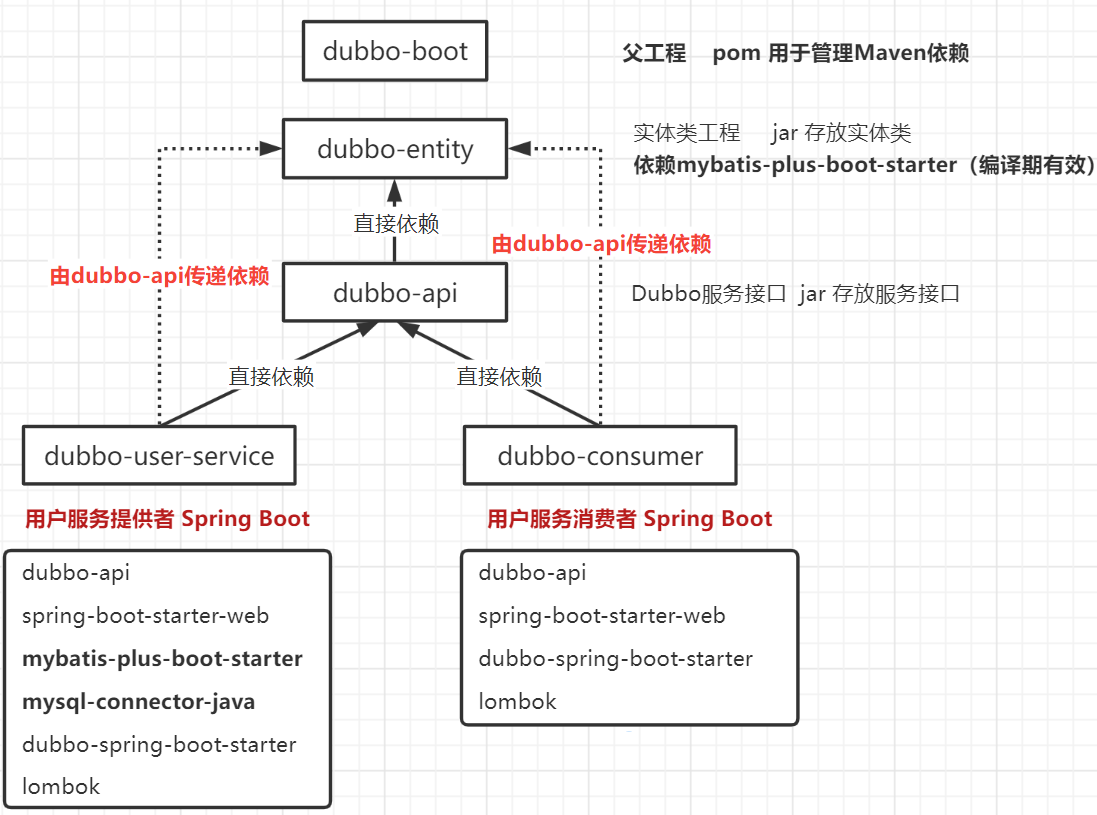 dubbo-boot
父工程 pom 用于管理Maven依赖
dubbo-entity
实体类工程 jar 存放实体类
依赖mybatis-plus-boot-starter（编译期有效）
直接依赖
由dubbo-api传递依赖
由dubbo-api传递依赖
dubbo-api
Dubbo服务接口 jar 存放服务接口
直接依赖
直接依赖
dubbo-user-service
dubbo-consumer
用户服务提供者 Spring Boot
用户服务消费者 Spring Boot
dubbo-api
spring-boot-starter-web
mybatis-plus-boot-starter
mysql-connector-java
dubbo-spring-boot-starter
lombok
dubbo-api
spring-boot-starter-web
dubbo-spring-boot-starter
lombok